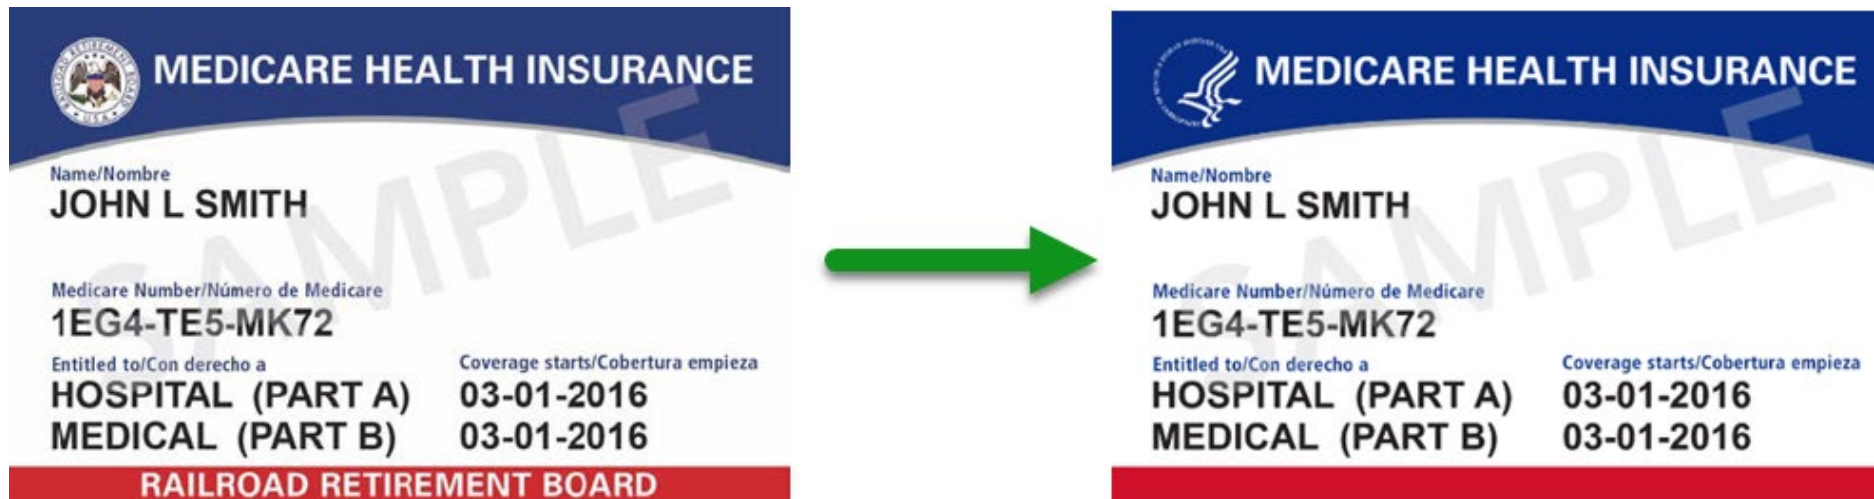 MEDICARE HEALTH INSURANCE
RAILROAD RETIREMENT BOARD
U.S.A.
SAMPLE
Name/Nombre
JOHN L SMITH
Medicare Number/Número de Medicare
1EG4-TE5-MK72
Entitled to/Con derecho a
Coverage starts/Cobertura empieza
HOSPITAL (PART A) 03-01-2016
MEDICAL (PART B) 03-01-2016
RAILROAD RETIREMENT BOARD
MEDICARE HEALTH INSURANCE
SAMPLE
Name/Nombre
JOHN L SMITH
Medicare Number/Número de Medicare
1EG4-TE5-MK72
Entitled to/Con derecho a
Coverage starts/Cobertura empieza
HOSPITAL (PART A) 03-01-2016
MEDICAL (PART B) 03-01-2016